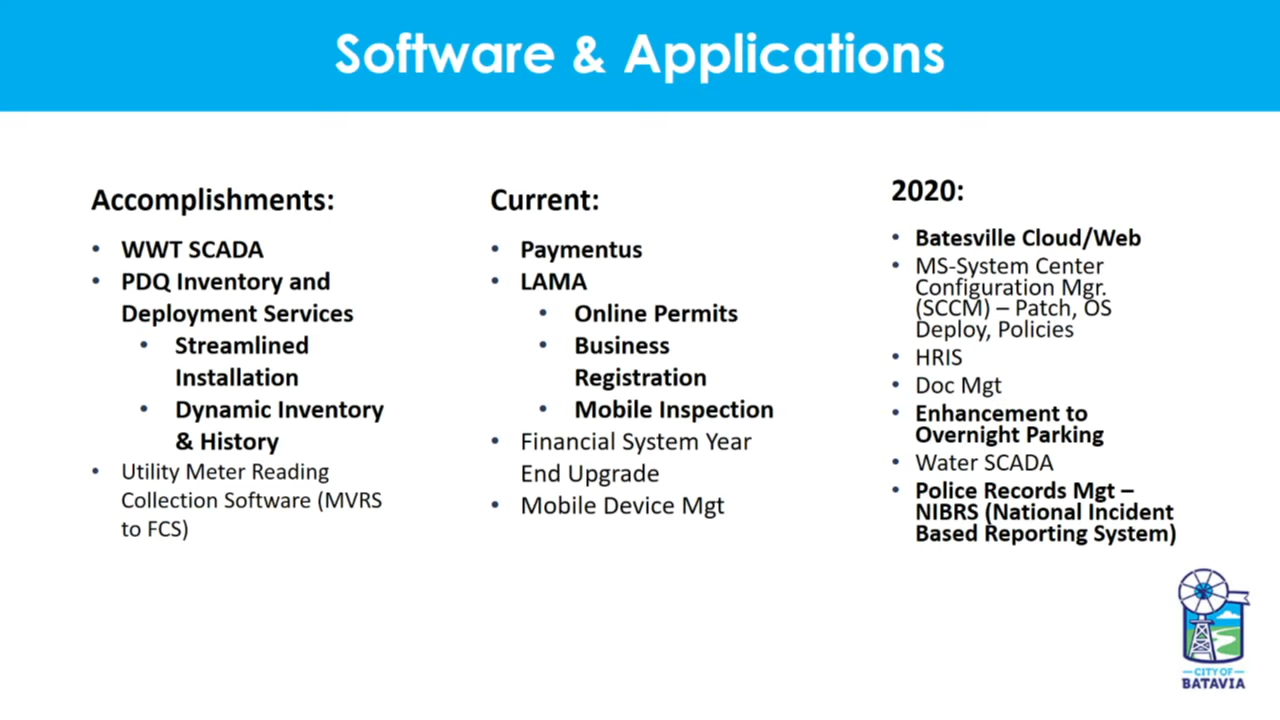 Software & Applications
Accomplishments:
• WWT SCADA
• PDQ Inventory and
Deployment Services
• Streamlined
Installation
• Dynamic Inventory
& History
• Utility Meter Reading
Collection Software (MVRS
to FCS)
Current:
• Paymentus
• LAMA
• Online Permits
• Business
Registration
• Mobile Inspection
• Financial System Year
End Upgrade
• Mobile Device Mgt
2020:
• Batesville Cloud/Web
• MS-System Center
Configuration Mgr.
(SCCM) – Patch, OS
Deploy, Policies
• HRIS
• Doc Mgt
• Enhancement to
Overnight Parking
• Water SCADA
• Police Records Mgt –
NIBRS (National Incident
Based Reporting System)
CITY OF
BATAVIA